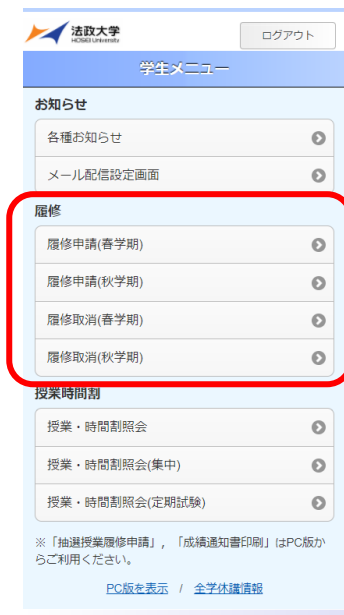 法政大学
HOSEI University
ログアウト
学生メニュー
お知らせ
各種お知らせ
メール配信設定画面
履修
履修申請(春学期)
履修申請(秋学期)
履修取消(春学期)
履修取消(秋学期)
授業時間割
授業・時間割照会
授業・時間割照会(集中)
授業・時間割照会(定期試験)
※「抽選授業履修申請」,「成績通知書印刷」はPC版か
らご利用ください。
PC版を表示 / 全学休講情報